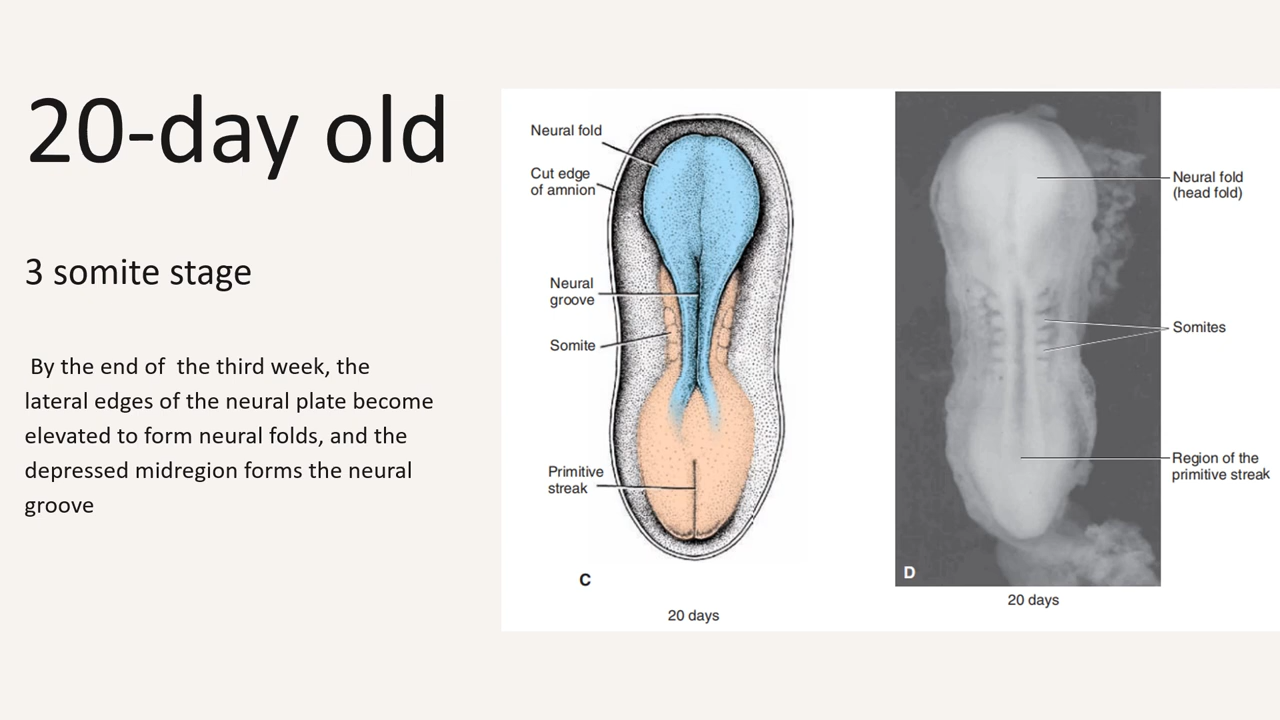 20-day old
3 somite stage
By the end of  the third week, the
lateral edges of the neural plate become
elevated to form neural folds, and the
depressed midregion forms the neural
groove
Neural fold
Cut edge
of amnion
Neural
groove
Somite
Primitive
streak
C
20 days
Neural fold
(head fold)
Somites
Region of the
primitive streak
D
20 days